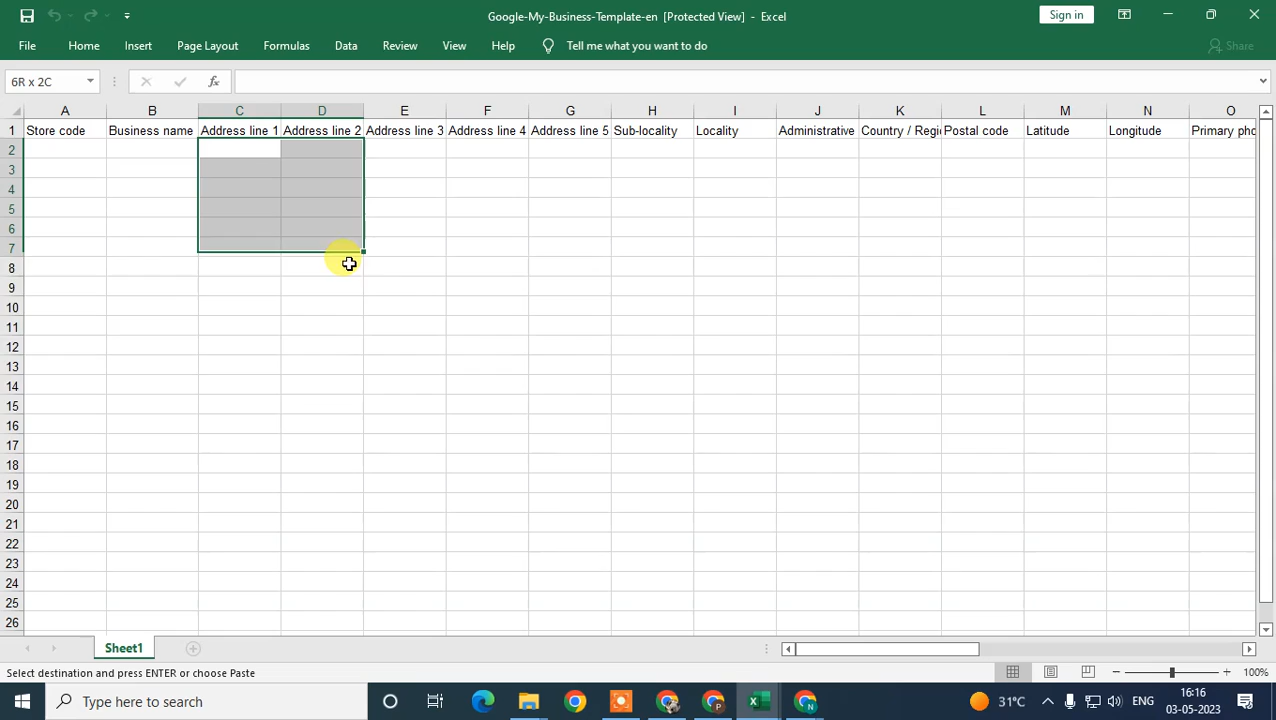 Google-My-Business-Template-en [Protected View] - Excel
Sign in
File Home Insert Page Layout Formulas Data Review View Help Tell me what you want to do Share
6R x 2C fx
A B C D E F G H I J K L M N O
1 Store code Business name Address line 1 Address line 2 Address line 3 Address line 4 Address line 5 Sub-locality Locality Administrative Country / Regi Postal code Latitude Longitude Primary pho
2
3
4
5
6
7
8
9
10
11
12
13
14
15
16
17
18
19
20
21
22
23
24
25
26
Sheet1
Select destination and press ENTER or choose Paste 100%
Type here to search 31°C ENG 16:16
03-05-2023